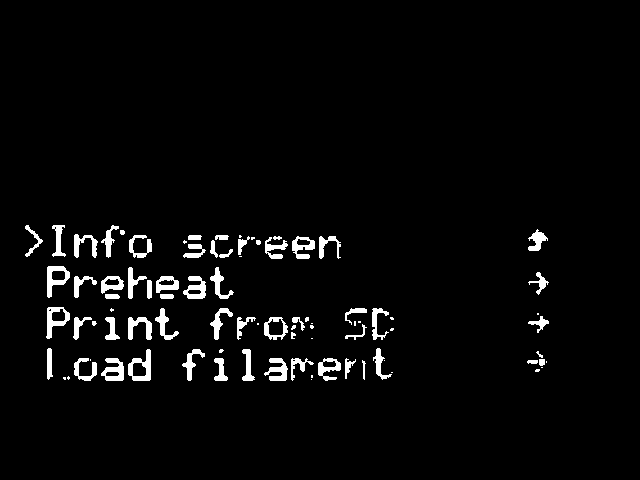 >Info screen
Preheat →
Print from SD →
Load filament →